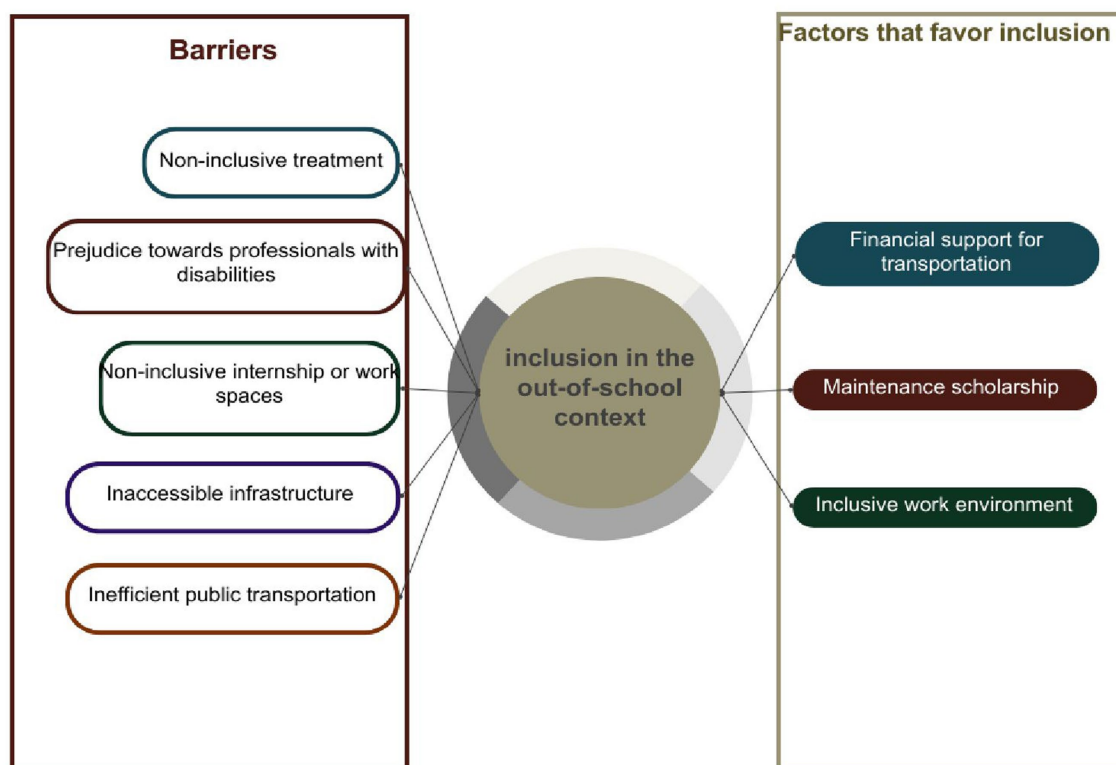 Barriers
Non-inclusive treatment
Prejudice towards professionals with
disabilities
Non-inclusive internship or work
spaces
Inaccessible infrastructure
Inefficient public transportation
inclusion in the
out-of-school
context
Factors that favor inclusion
Financial support for
transportation
Maintenance scholarship
Inclusive work environment